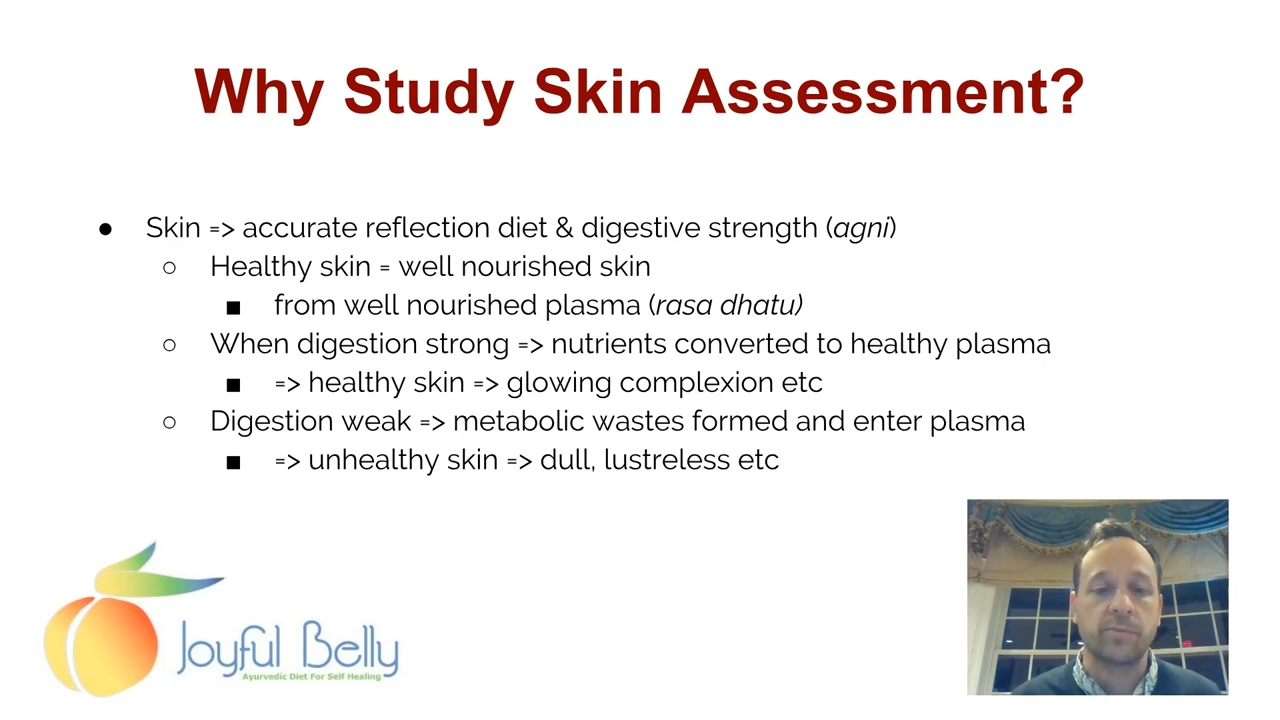 Why Study Skin Assessment?
● Skin => accurate reflection diet & digestive strength (agni)
○ Healthy skin = well nourished skin
■ from well nourished plasma (rasa dhatu)
○ When digestion strong => nutrients converted to healthy plasma
■ => healthy skin => glowing complexion etc
○ Digestion weak => metabolic wastes formed and enter plasma
■ => unhealthy skin => dull, lustreless etc
Joyful Belly
Ayurvedic Diet For Self Healing